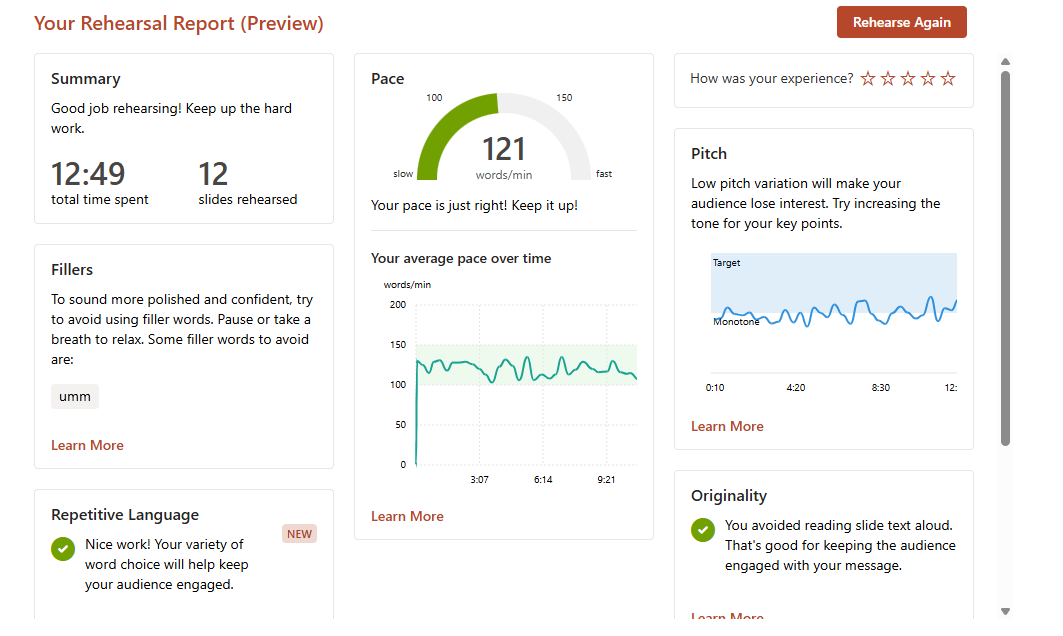 Your Rehearsal Report (Preview)
Rehearse Again
Summary
Good job rehearsing! Keep up the hard
work.
12:49
total time spent
12
slides rehearsed
Fillers
To sound more polished and confident, try
to avoid using filler words. Pause or take a
breath to relax. Some filler words to avoid
are:
umm
Learn More
Repetitive Language
NEW
Nice work! Your variety of
word choice will help keep
your audience engaged.
Pace
100
150
121
words/min
slow
fast
Your pace is just right! Keep it up!
Your average pace over time
words/min
200
150
100
50
0
3:07
6:14
9:21
Learn More
How was your experience?
Pitch
Low pitch variation will make your
audience lose interest. Try increasing the
tone for your key points.
Target
Monotone
0:10
4:20
8:30
12:
Learn More
Originality
You avoided reading slide text aloud.
That's good for keeping the audience
engaged with your message.
Learn More